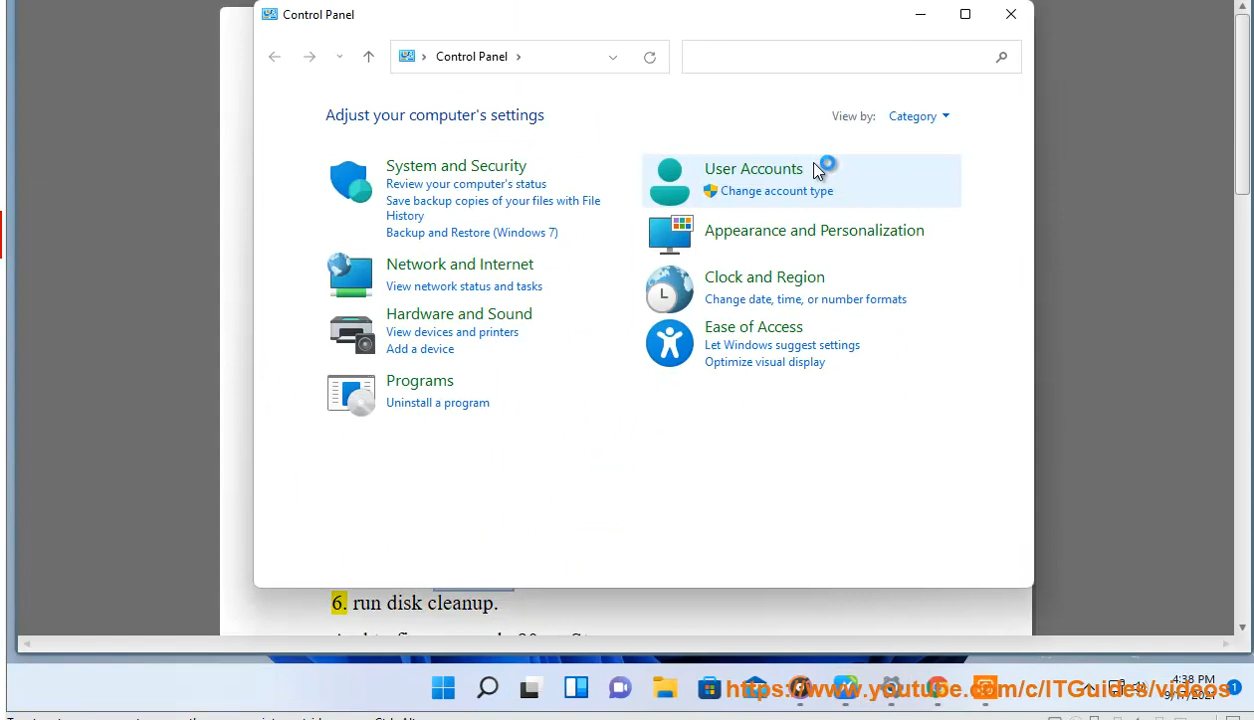 Control Panel
Control Panel
Adjust your computer's settings
View by: Category
System and Security
Review your computer's status
Save backup copies of your files with File
History
Backup and Restore (Windows 7)
Network and Internet
View network status and tasks
Hardware and Sound
View devices and printers
Add a device
Programs
Uninstall a program
User Accounts
Change account type
Appearance and Personalization
Clock and Region
Change date, time, or number formats
Ease of Access
Let Windows suggest settings
Optimize visual display
6. run disk cleanup.
https://www.youtube.com/c/ITGuides/videos
4:38 PM
9/17/2021
1